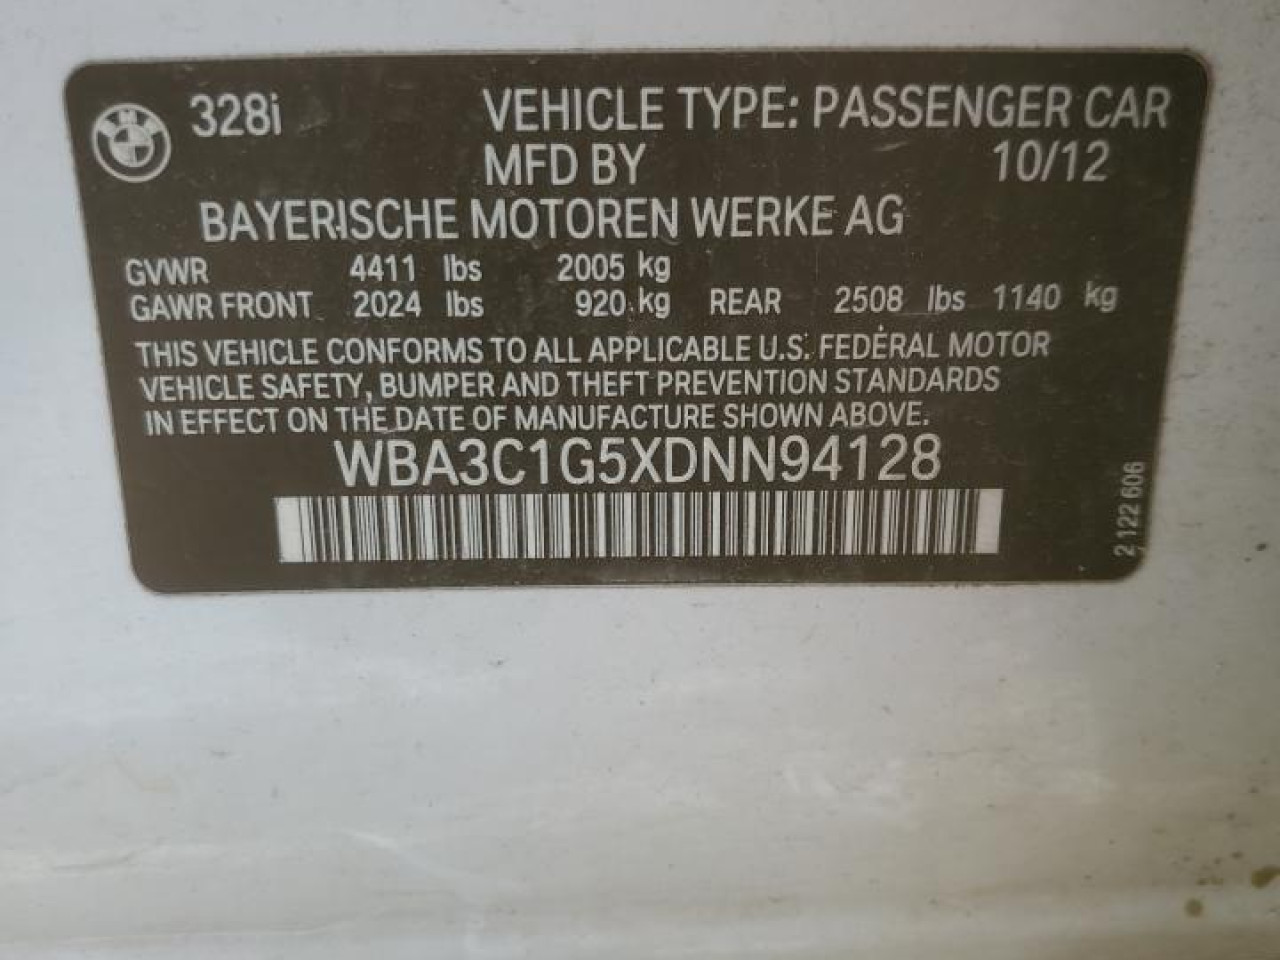 BMW 328i VEHICLE TYPE: PASSENGER CAR
MFD BY 10/12
BAYERISCHE MOTOREN WERKE AG
GVWR 4411 lbs 2005 kg
GAWR FRONT 2024 lbs 920 kg REAR 2508 lbs 1140 kg
THIS VEHICLE CONFORMS TO ALL APPLICABLE U.S. FEDERAL MOTOR
VEHICLE SAFETY, BUMPER AND THEFT PREVENTION STANDARDS
IN EFFECT ON THE DATE OF MANUFACTURE SHOWN ABOVE.
WBA3C1G5XDNN94128
2 122 606